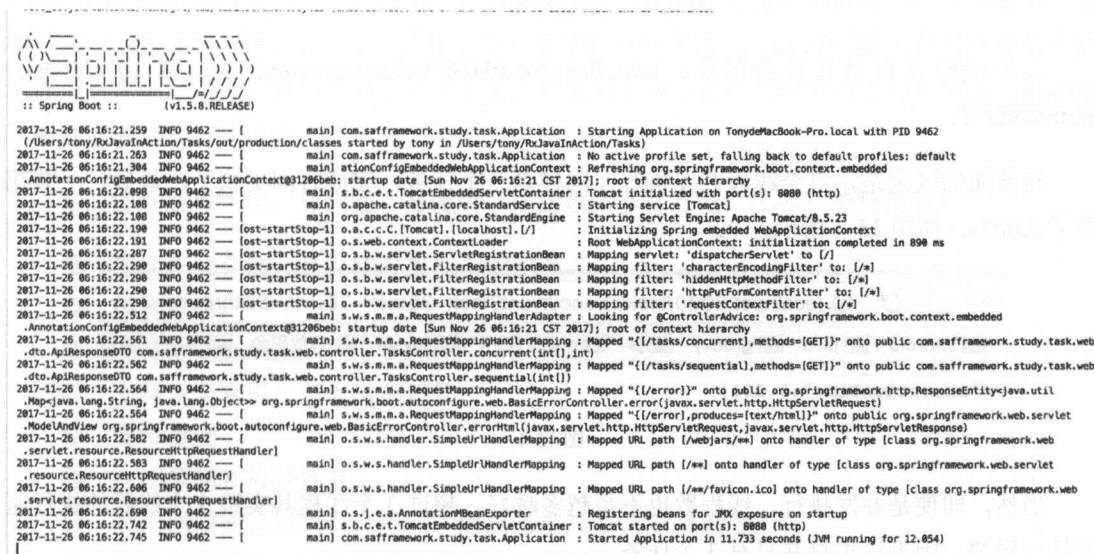 :: Spring Boot ::        (v1.5.8.RELEASE)
2017-11-26 06:16:21.259  INFO 9462 --- [           main] com.safframework.study.task.Application  : Starting Application on TonydeMacBook-Pro.local with PID 9462
(/Users/tony/RxJavaInAction/Tasks/out/production/classes started by tony in /Users/tony/RxJavaInAction/Tasks)
2017-11-26 06:16:21.263  INFO 9462 --- [           main] com.safframework.study.task.Application  : No active profile set, falling back to default profiles: default
2017-11-26 06:16:21.304  INFO 9462 --- [           main] ationConfigEmbeddedWebApplicationContext : Refreshing org.springframework.boot.context.embedded
.AnnotationConfigEmbeddedWebApplicationContext@31206beb: startup date [Sun Nov 26 06:16:21 CST 2017]; root of context hierarchy
2017-11-26 06:16:22.098  INFO 9462 --- [           main] s.b.c.e.t.TomcatEmbeddedServletContainer : Tomcat initialized with port(s): 8080 (http)
2017-11-26 06:16:22.108  INFO 9462 --- [           main] o.apache.catalina.core.StandardService   : Starting service [Tomcat]
2017-11-26 06:16:22.108  INFO 9462 --- [           main] org.apache.catalina.core.StandardEngine  : Starting Servlet Engine: Apache Tomcat/8.5.23
2017-11-26 06:16:22.190  INFO 9462 --- [ost-startStop-1] o.a.c.c.C.[Tomcat].[localhost].[/]       : Initializing Spring embedded WebApplicationContext
2017-11-26 06:16:22.191  INFO 9462 --- [ost-startStop-1] o.s.web.context.ContextLoader            : Root WebApplicationContext: initialization completed in 890 ms
2017-11-26 06:16:22.287  INFO 9462 --- [ost-startStop-1] o.s.b.w.servlet.ServletRegistrationBean  : Mapping servlet: 'dispatcherServlet' to [/]
2017-11-26 06:16:22.290  INFO 9462 --- [ost-startStop-1] o.s.b.w.servlet.FilterRegistrationBean   : Mapping filter: 'characterEncodingFilter' to: [/*]
2017-11-26 06:16:22.290  INFO 9462 --- [ost-startStop-1] o.s.b.w.servlet.FilterRegistrationBean   : Mapping filter: 'hiddenHttpMethodFilter' to: [/*]
2017-11-26 06:16:22.290  INFO 9462 --- [ost-startStop-1] o.s.b.w.servlet.FilterRegistrationBean   : Mapping filter: 'httpPutFormContentFilter' to: [/*]
2017-11-26 06:16:22.290  INFO 9462 --- [ost-startStop-1] o.s.b.w.servlet.FilterRegistrationBean   : Mapping filter: 'requestContextFilter' to: [/*]
2017-11-26 06:16:22.512  INFO 9462 --- [           main] s.w.s.m.m.a.RequestMappingHandlerAdapter : Looking for @ControllerAdvice: org.springframework.boot.context.embedded
.AnnotationConfigEmbeddedWebApplicationContext@31206beb: startup date [Sun Nov 26 06:16:21 CST 2017]; root of context hierarchy
2017-11-26 06:16:22.561  INFO 9462 --- [           main] s.w.s.m.m.a.RequestMappingHandlerMapping : Mapped "{[/tasks/concurrent],methods=[GET]}" onto public com.safframework.study.task.web
.dto.ApiResponseDTO com.safframework.study.task.web.controller.TasksController.concurrent(int[],int)
2017-11-26 06:16:22.562  INFO 9462 --- [           main] s.w.s.m.m.a.RequestMappingHandlerMapping : Mapped "{[/tasks/sequential],methods=[GET]}" onto public com.safframework.study.task.web
.dto.ApiResponseDTO com.safframework.study.task.web.controller.TasksController.sequential(int[])
2017-11-26 06:16:22.564  INFO 9462 --- [           main] s.w.s.m.m.a.RequestMappingHandlerMapping : Mapped "{[/error]}" onto public org.springframework.http.ResponseEntity<java.util
.Map<java.lang.String, java.lang.Object>> org.springframework.boot.autoconfigure.web.BasicErrorController.error(javax.servlet.http.HttpServletRequest)
2017-11-26 06:16:22.564  INFO 9462 --- [           main] s.w.s.m.m.a.RequestMappingHandlerMapping : Mapped "{[/error],produces=[text/html]}" onto public org.springframework.web.servlet
.ModelAndView org.springframework.boot.autoconfigure.web.BasicErrorController.errorHtml(javax.servlet.http.HttpServletRequest,javax.servlet.http.HttpServletResponse)
2017-11-26 06:16:22.582  INFO 9462 --- [           main] o.s.w.s.handler.SimpleUrlHandlerMapping  : Mapped URL path [/webjars/**] onto handler of type [class org.springframework.web
.servlet.resource.ResourceHttpRequestHandler]
2017-11-26 06:16:22.583  INFO 9462 --- [           main] o.s.w.s.handler.SimpleUrlHandlerMapping  : Mapped URL path [/**] onto handler of type [class org.springframework.web.servlet
.resource.ResourceHttpRequestHandler]
2017-11-26 06:16:22.606  INFO 9462 --- [           main] o.s.w.s.handler.SimpleUrlHandlerMapping  : Mapped URL path [/**/favicon.ico] onto handler of type [class org.springframework.web
.servlet.resource.ResourceHttpRequestHandler]
2017-11-26 06:16:22.690  INFO 9462 --- [           main] o.s.j.e.a.AnnotationMBeanExporter        : Registering beans for JMX exposure on startup
2017-11-26 06:16:22.742  INFO 9462 --- [           main] s.b.c.e.t.TomcatEmbeddedServletContainer : Tomcat started on port(s): 8080 (http)
2017-11-26 06:16:22.745  INFO 9462 --- [           main] com.safframework.study.task.Application  : Started Application in 11.733 seconds (JVM running for 12.054)